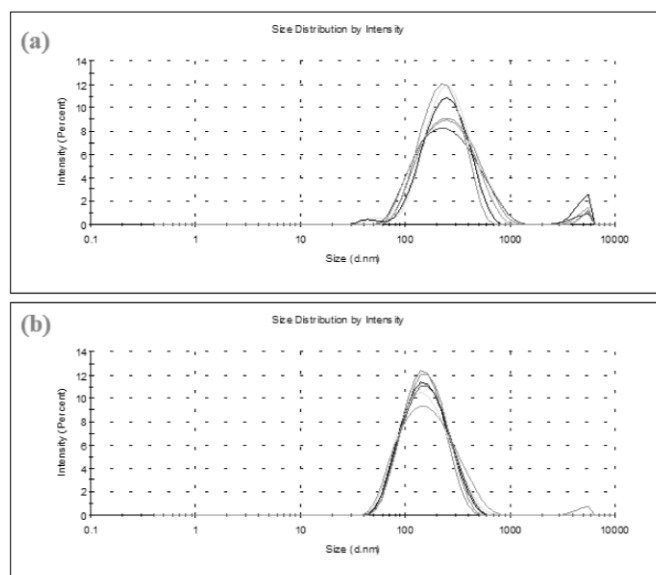 (a)
Size Distribution by Intensity
Intensity (Percent)
14
12
10
8
6
4
2
0
0.1 1 10 100 1000 10000
Size (d.nm)
(b)
Size Distribution by Intensity
Intensity (Percent)
14
12
10
8
6
4
2
0
0.1 1 10 100 1000 10000
Size (d.nm)